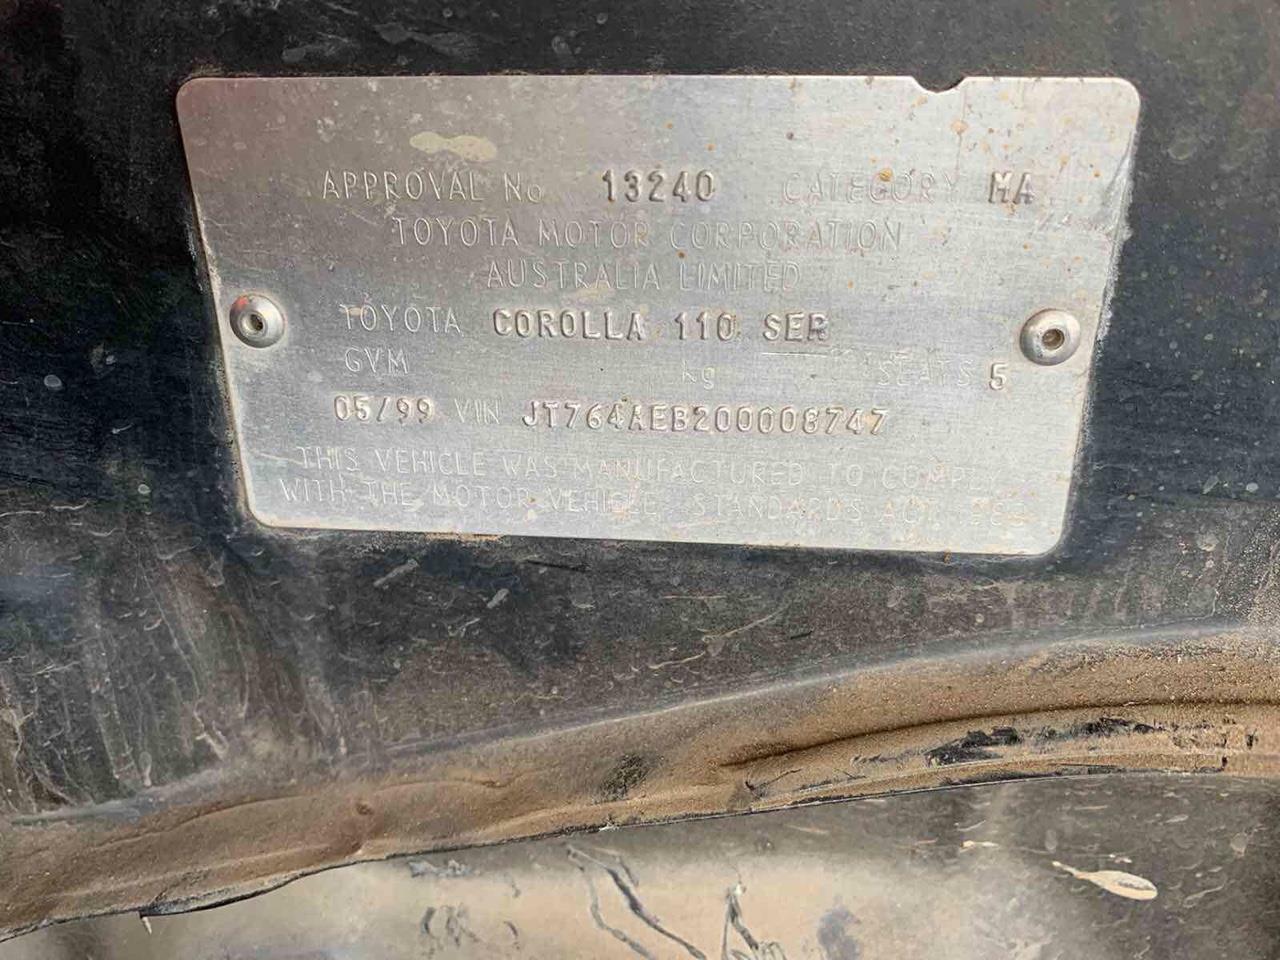 APPROVAL No 13240 CATEGORY MA
TOYOTA MOTOR CORPORATION
AUSTRALIA LIMITED
TOYOTA COROLLA 110 SER
GVM kg SEATS 5
05/99 VIN JT764AEB200008747
THIS VEHICLE WAS MANUFACTURED TO COMPLY
WITH THE MOTOR VEHICLE STANDARDS ACT